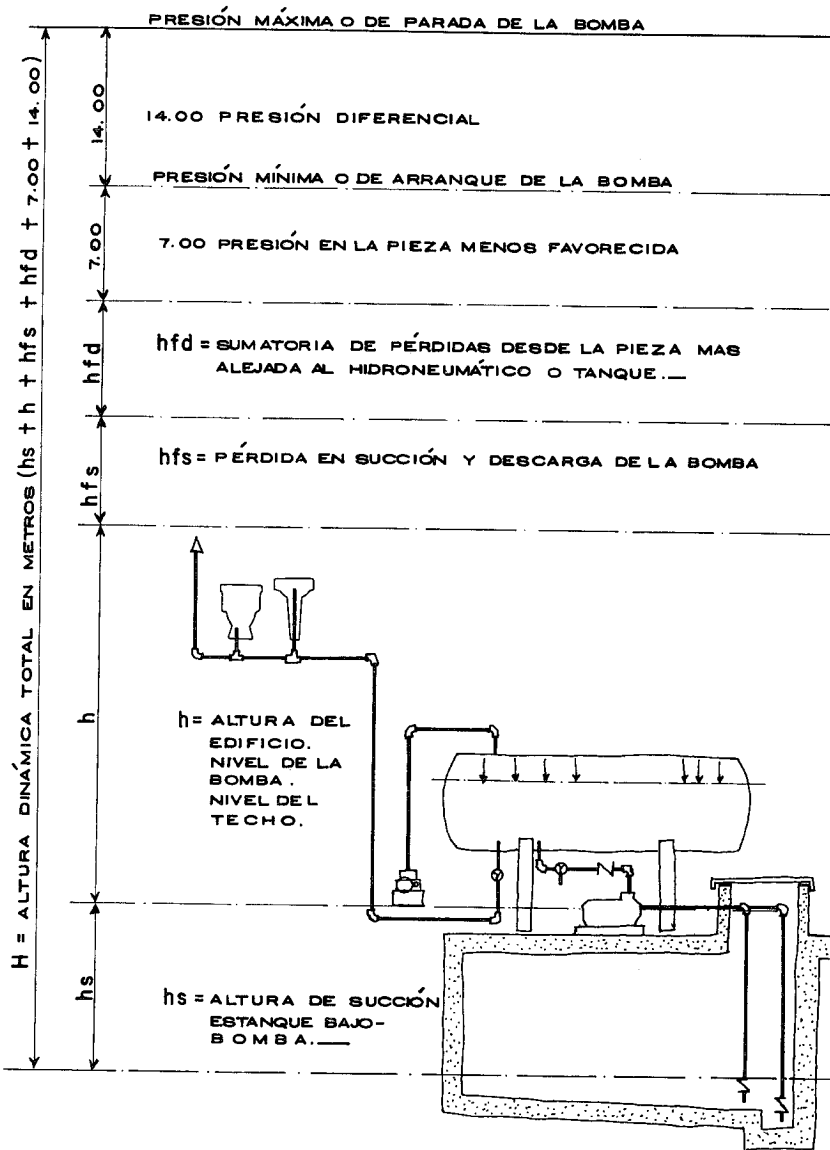 PRESIÓN MÁXIMA O DE PARADA DE LA BOMBA
H = ALTURA DINÁMICA TOTAL EN METROS (hs + h + hfs + hfd + 7.00 + 14.00)
14.00
14.00 PRESIÓN DIFERENCIAL
PRESIÓN MÍNIMA O DE ARRANQUE DE LA BOMBA
7.00
7.00 PRESIÓN EN LA PIEZA MENOS FAVORECIDA
hfd
hfd = SUMATORIA DE PÉRDIDAS DESDE LA PIEZA MAS
ALEJADA AL HIDRONEUMÁTICO O TANQUE.__
hfs
hfs = PÉRDIDA EN SUCCIÓN Y DESCARGA DE LA BOMBA
h
h = ALTURA DEL
EDIFICIO.
NIVEL DE LA
BOMBA.
NIVEL DEL
TECHO.
hs
hs = ALTURA DE SUCCIÓN
ESTANQUE BAJO-
BOMBA.__